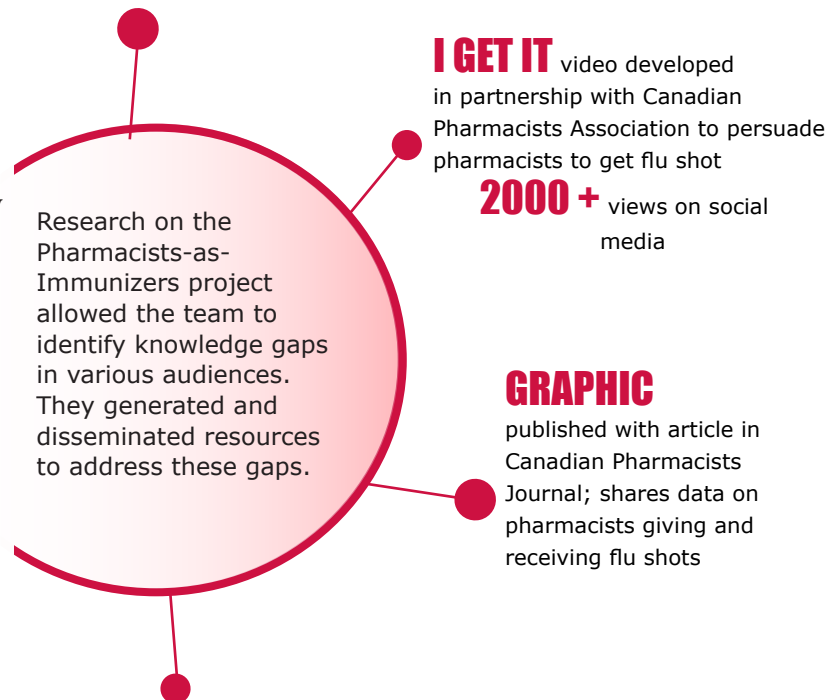 Research on the
Pharmacists-as-
Immunizers project
allowed the team to
identify knowledge gaps
in various audiences.
They generated and
disseminated resources
to address these gaps.
I GET IT video developed
in partnership with Canadian
Pharmacists Association to persuade
pharmacists to get flu shot
2000 + views on social
media
GRAPHIC
published with article in
Canadian Pharmacists
Journal; shares data on
pharmacists giving and
receiving flu shots